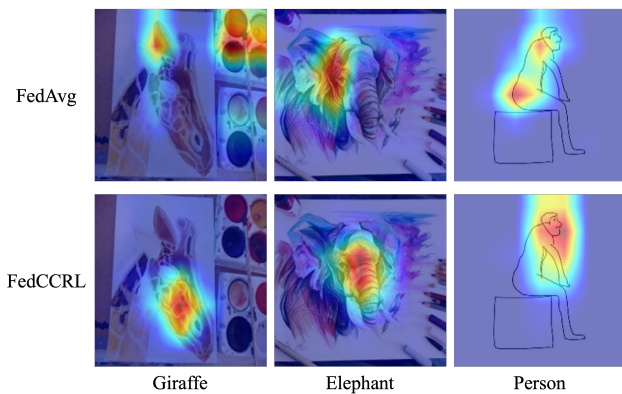 FedAvg
FedCCRL
Giraffe
Elephant
Person